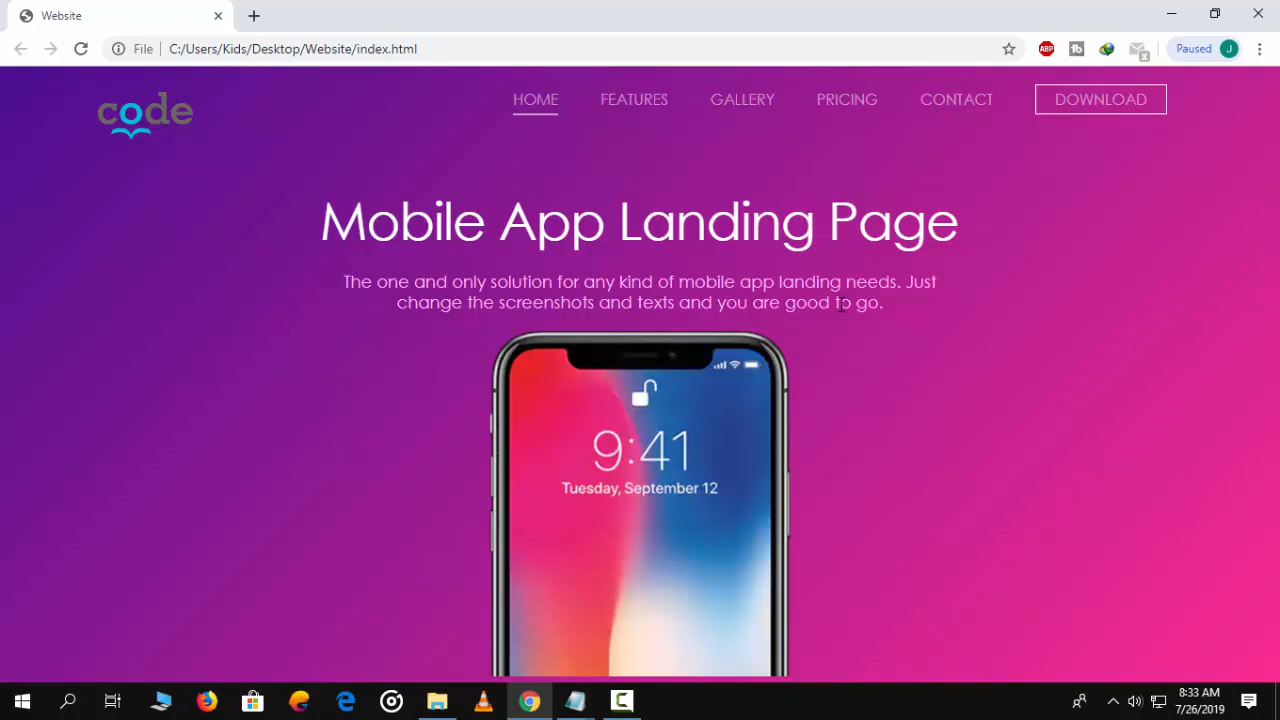 Website
File
C:/Users/Kids/Desktop/Website/index.html
ABP
Paused
J
code
HOME
FEATURES
GALLERY
PRICING
CONTACT
DOWNLOAD
Mobile App Landing Page
The one and only solution for any kind of mobile app landing needs. Just
change the screenshots and texts and you are good to go.
9:41
Tuesday, September 12
8:33 AM
7/26/2019